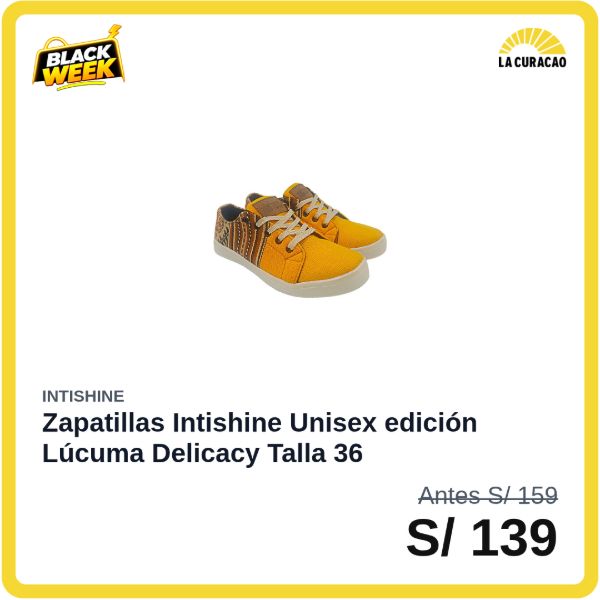 BLACK
WEEK
LA CURACAO
INTISHINE
Zapatillas Intishine Unisex edición
Lúcuma Delicacy Talla 36
Antes S/ 159
S/ 139